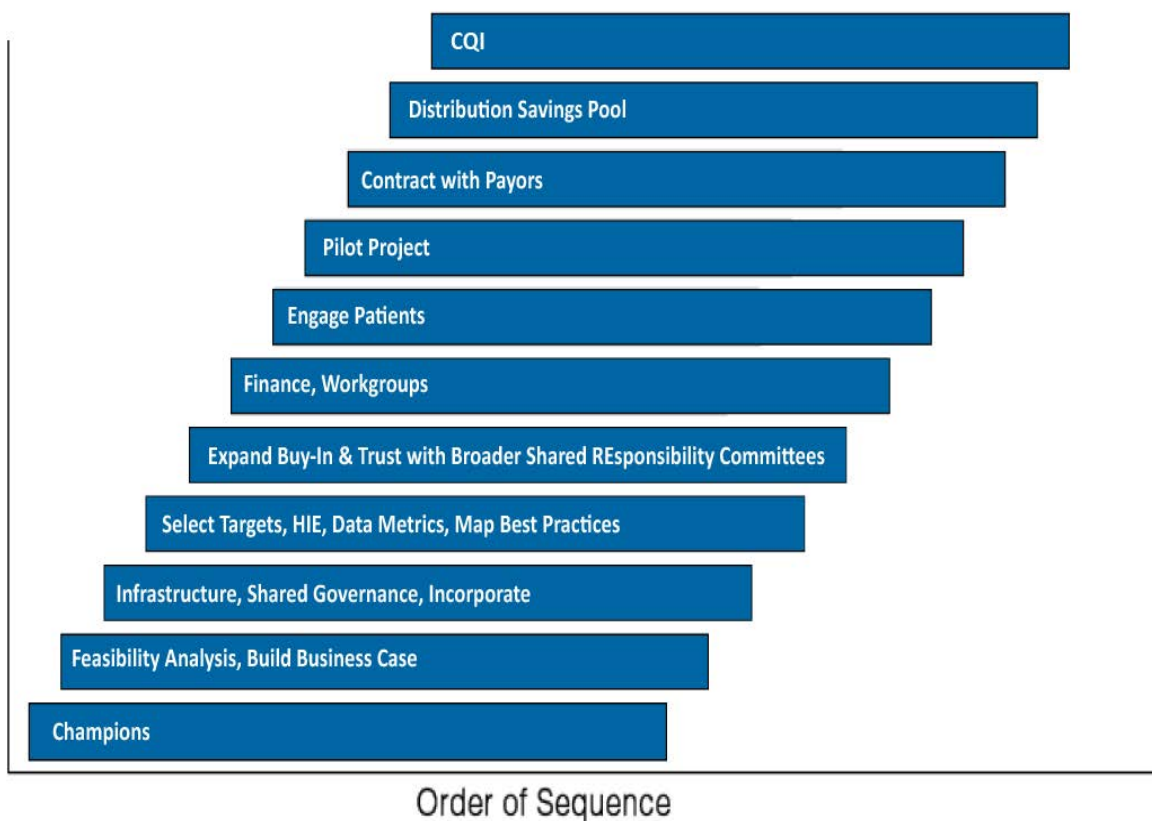 CQI
Distribution Savings Pool
Contract with Payors
Pilot Project
Engage Patients
Finance, Workgroups
Expand Buy-In & Trust with Broader Shared REsponsibility Committees
Select Targets, HIE, Data Metrics, Map Best Practices
Infrastructure, Shared Governance, Incorporate
Feasibility Analysis, Build Business Case
Champions
Order of Sequence